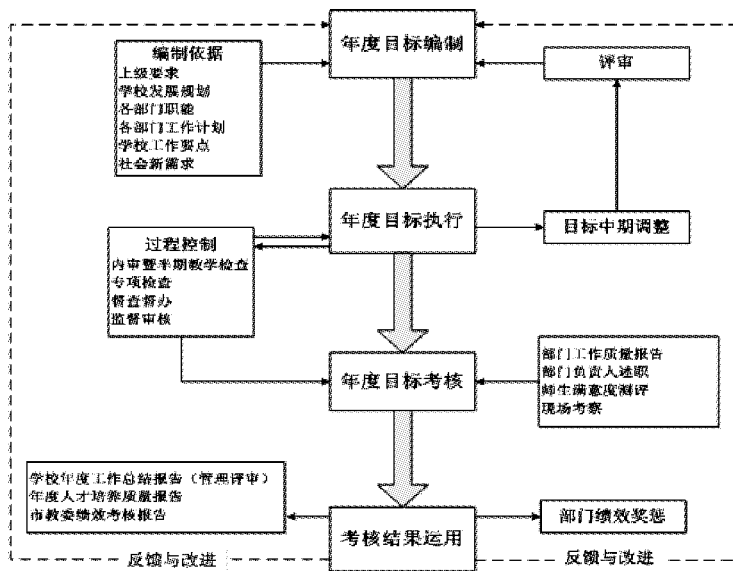 年度目标编制
编制依据
上级要求
学校发展规划
各部门职能
各部门工作计划
学校工作要点
社会新需求
评审
年度目标执行
目标中期调整
过程控制
内审暨半期教学检查
专项检查
督查督办
监督审核
年度目标考核
部门工作质量报告
部门负责人述职
师生满意度测评
现场考察
学校年度工作总结报告（管理评审）
年度人才培养质量报告
市教委绩效考核报告
考核结果运用
部门绩效奖惩
反馈与改进
反馈与改进